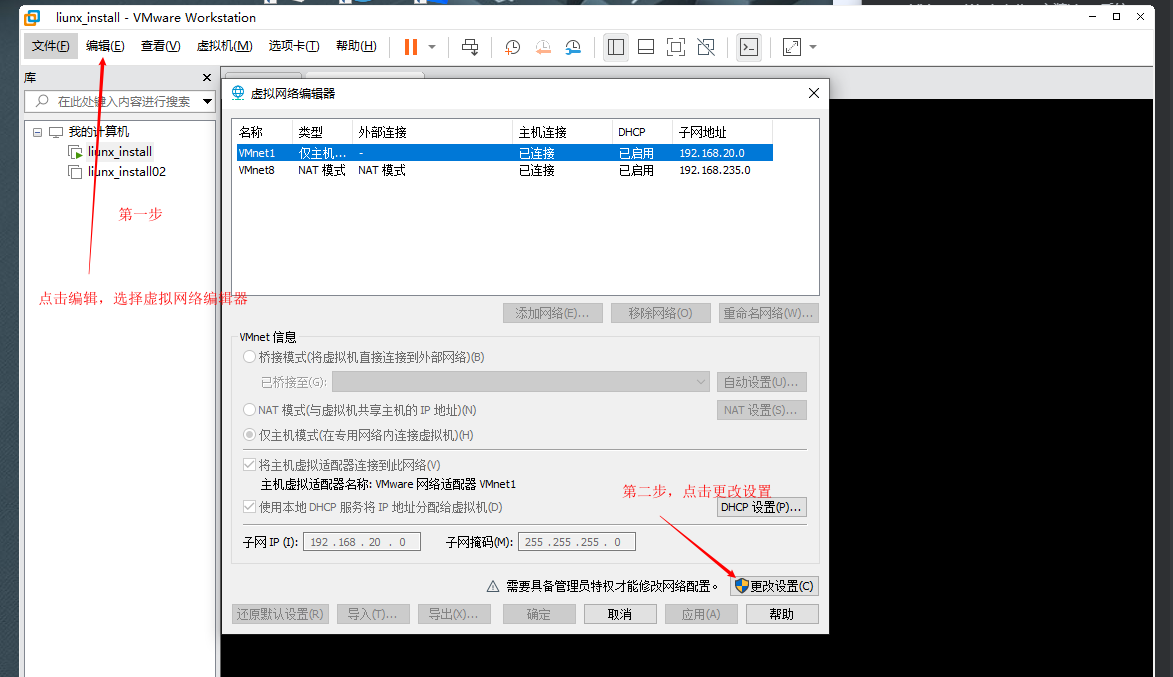 liunx_install - VMware Workstation
文件(F) 编辑(E) 查看(V) 虚拟机(M) 选项卡(T) 帮助(H)
库
在此处键入内容进行搜索
我的计算机
liunx_install
liunx_install02
第一步
点击编辑，选择虚拟网络编辑器
虚拟网络编辑器
名称 类型 外部连接 主机连接 DHCP 子网地址
VMnet1 仅主机... - 已连接 已启用 192.168.20.0
VMnet8 NAT 模式 NAT 模式 已连接 已启用 192.168.235.0
添加网络(E)... 移除网络(O) 重命名网络(W)...
VMnet 信息
桥接模式(将虚拟机直接连接到外部网络)(B)
已桥接至(G): 自动设置(U)...
NAT 模式(与虚拟机共享主机的 IP 地址)(N) NAT 设置(S)...
仅主机模式(在专用网络内连接虚拟机)(H)
将主机虚拟适配器连接到此网络(V)
主机虚拟适配器名称: VMware 网络适配器 VMnet1
第二步，点击更改设置
使用本地 DHCP 服务将 IP 地址分配给虚拟机(D) DHCP 设置(P)...
子网 IP (I): 192 . 168 . 20 . 0 子网掩码(M): 255 . 255 . 255 . 0
需要具备管理员特权才能修改网络配置。 更改设置(C)
还原默认设置(R) 导入(T)... 导出(X)... 确定 取消 应用(A) 帮助